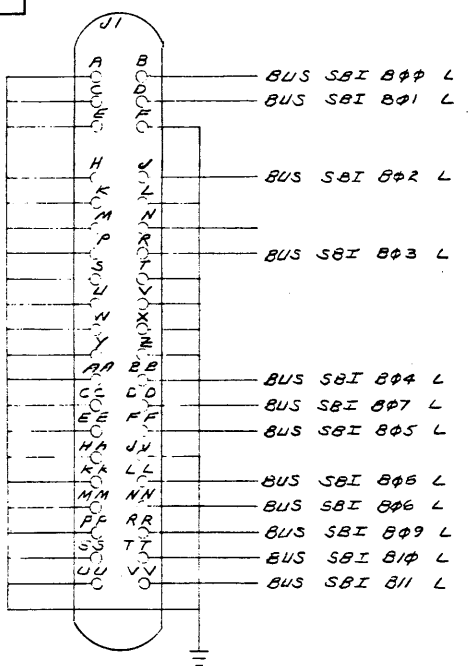 J1
A B BUS SBI BØØ L
C D BUS SBI BØ1 L
E F
H J BUS SBI BØ2 L
K L
M N
P R BUS SBI BØ3 L
S T
U V
W X
Y Z
AA BB BUS SBI BØ4 L
CC DD BUS SBI BØ7 L
EE FF BUS SBI BØ5 L
HH JJ
KK LL BUS SBI BØ8 L
MM NN BUS SBI BØ6 L
PP RR BUS SBI BØ9 L
SS TT BUS SBI B1Ø L
UU VV BUS SBI B11 L